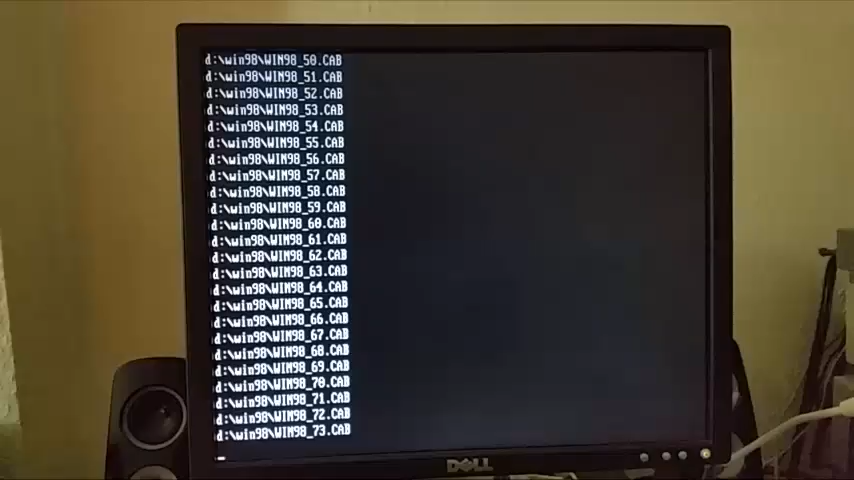 d:\win98\WIN98_50.CAB
d:\win98\WIN98_51.CAB
d:\win98\WIN98_52.CAB
d:\win98\WIN98_53.CAB
d:\win98\WIN98_54.CAB
d:\win98\WIN98_55.CAB
d:\win98\WIN98_56.CAB
d:\win98\WIN98_57.CAB
d:\win98\WIN98_58.CAB
d:\win98\WIN98_59.CAB
d:\win98\WIN98_60.CAB
d:\win98\WIN98_61.CAB
d:\win98\WIN98_62.CAB
d:\win98\WIN98_63.CAB
d:\win98\WIN98_64.CAB
d:\win98\WIN98_65.CAB
d:\win98\WIN98_66.CAB
d:\win98\WIN98_67.CAB
d:\win98\WIN98_68.CAB
d:\win98\WIN98_69.CAB
d:\win98\WIN98_70.CAB
d:\win98\WIN98_71.CAB
d:\win98\WIN98_72.CAB
d:\win98\WIN98_73.CAB
DELL